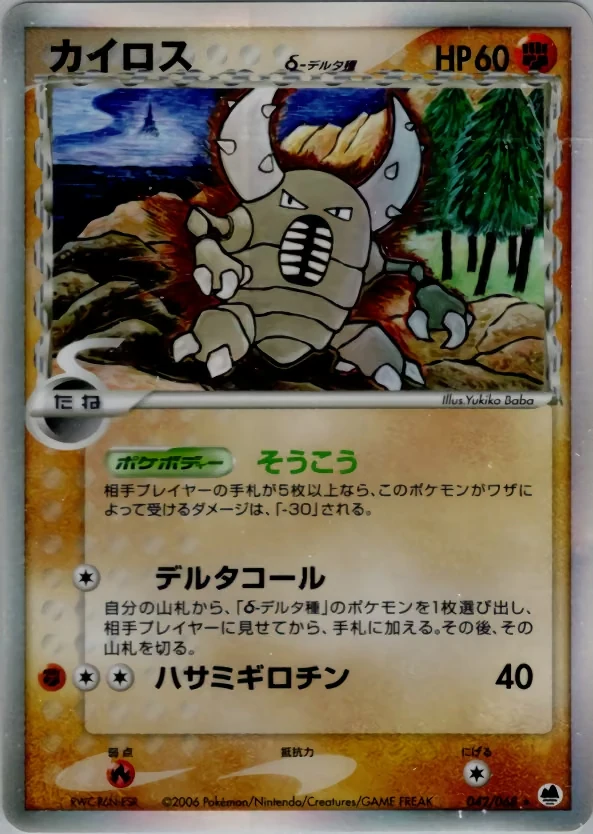 カイロス δ-デルタ種 HP60
たね
Illus.Yukiko Baba
ポケボディー そうこう
相手プレイヤーの手札が5枚以上なら、このポケモンがワザに
よって受けるダメージは、「-30」される。
デルタコール
自分の山札から、「δ-デルタ種」のポケモンを1枚選び出し、
相手プレイヤーに見せてから、手札に加える。その後、その
山札を切る。
ハサミギロチン 40
弱点 抵抗力 にげる
©2006 Pokémon/Nintendo/Creatures/GAME FREAK 042/068